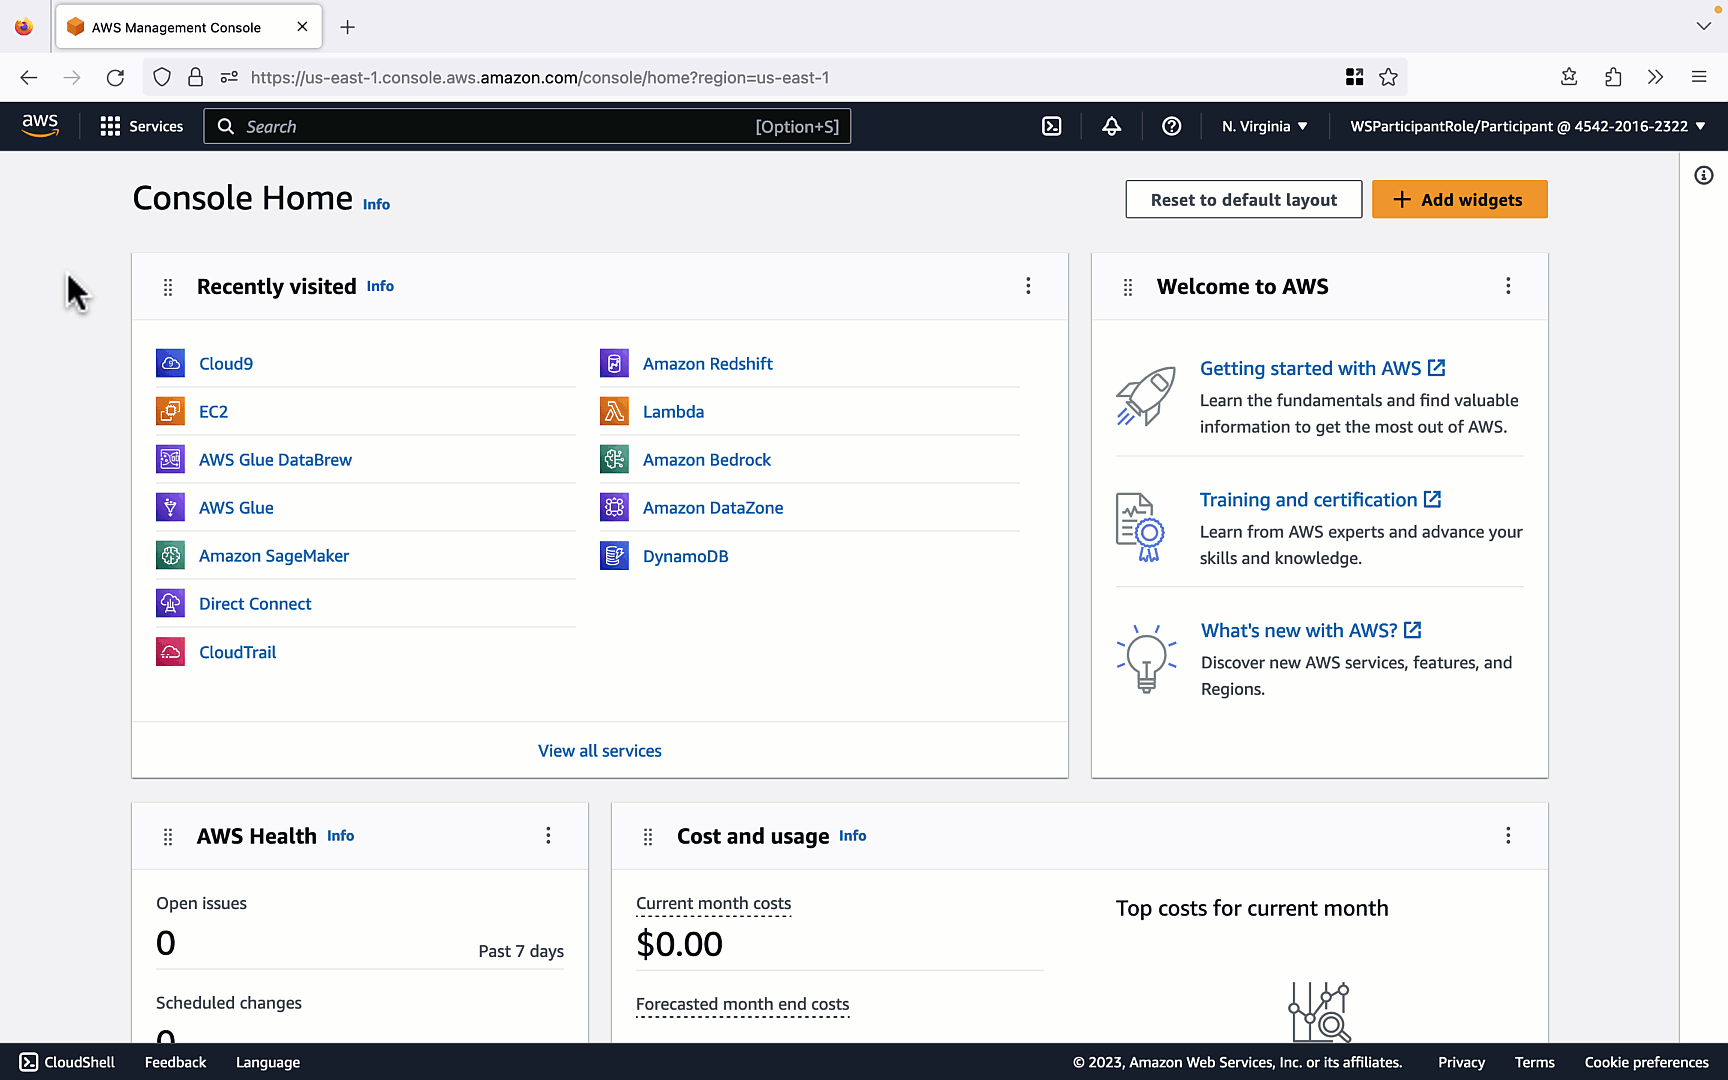 AWS Management Console
https://us-east-1.console.aws.amazon.com/console/home?region=us-east-1
aws
Services
Search
[Option+S]
N. Virginia
WSParticipantRole/Participant @ 4542-2016-2322
Console Home Info
Reset to default layout
Add widgets
Recently visited Info
Cloud9
EC2
AWS Glue DataBrew
AWS Glue
Amazon SageMaker
Direct Connect
CloudTrail
Amazon Redshift
Lambda
Amazon Bedrock
Amazon DataZone
DynamoDB
View all services
Welcome to AWS
Getting started with AWS
Learn the fundamentals and find valuable
information to get the most out of AWS.
Training and certification
Learn from AWS experts and advance your
skills and knowledge.
What's new with AWS?
Discover new AWS services, features, and
Regions.
AWS Health Info
Open issues
0
Past 7 days
Scheduled changes
0
Cost and usage Info
Current month costs
$0.00
Forecasted month end costs
Top costs for current month
CloudShell
Feedback
Language
© 2023, Amazon Web Services, Inc. or its affiliates.
Privacy
Terms
Cookie preferences